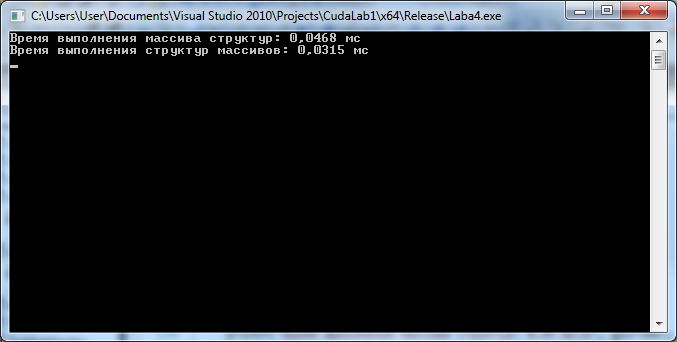 C:\Users\User\Documents\Visual Studio 2010\Projects\CudaLab1\x64\Release\Laba4.exe
Время выполнения массива структур: 0,0468 мс
Время выполнения структур массивов: 0,0315 мс